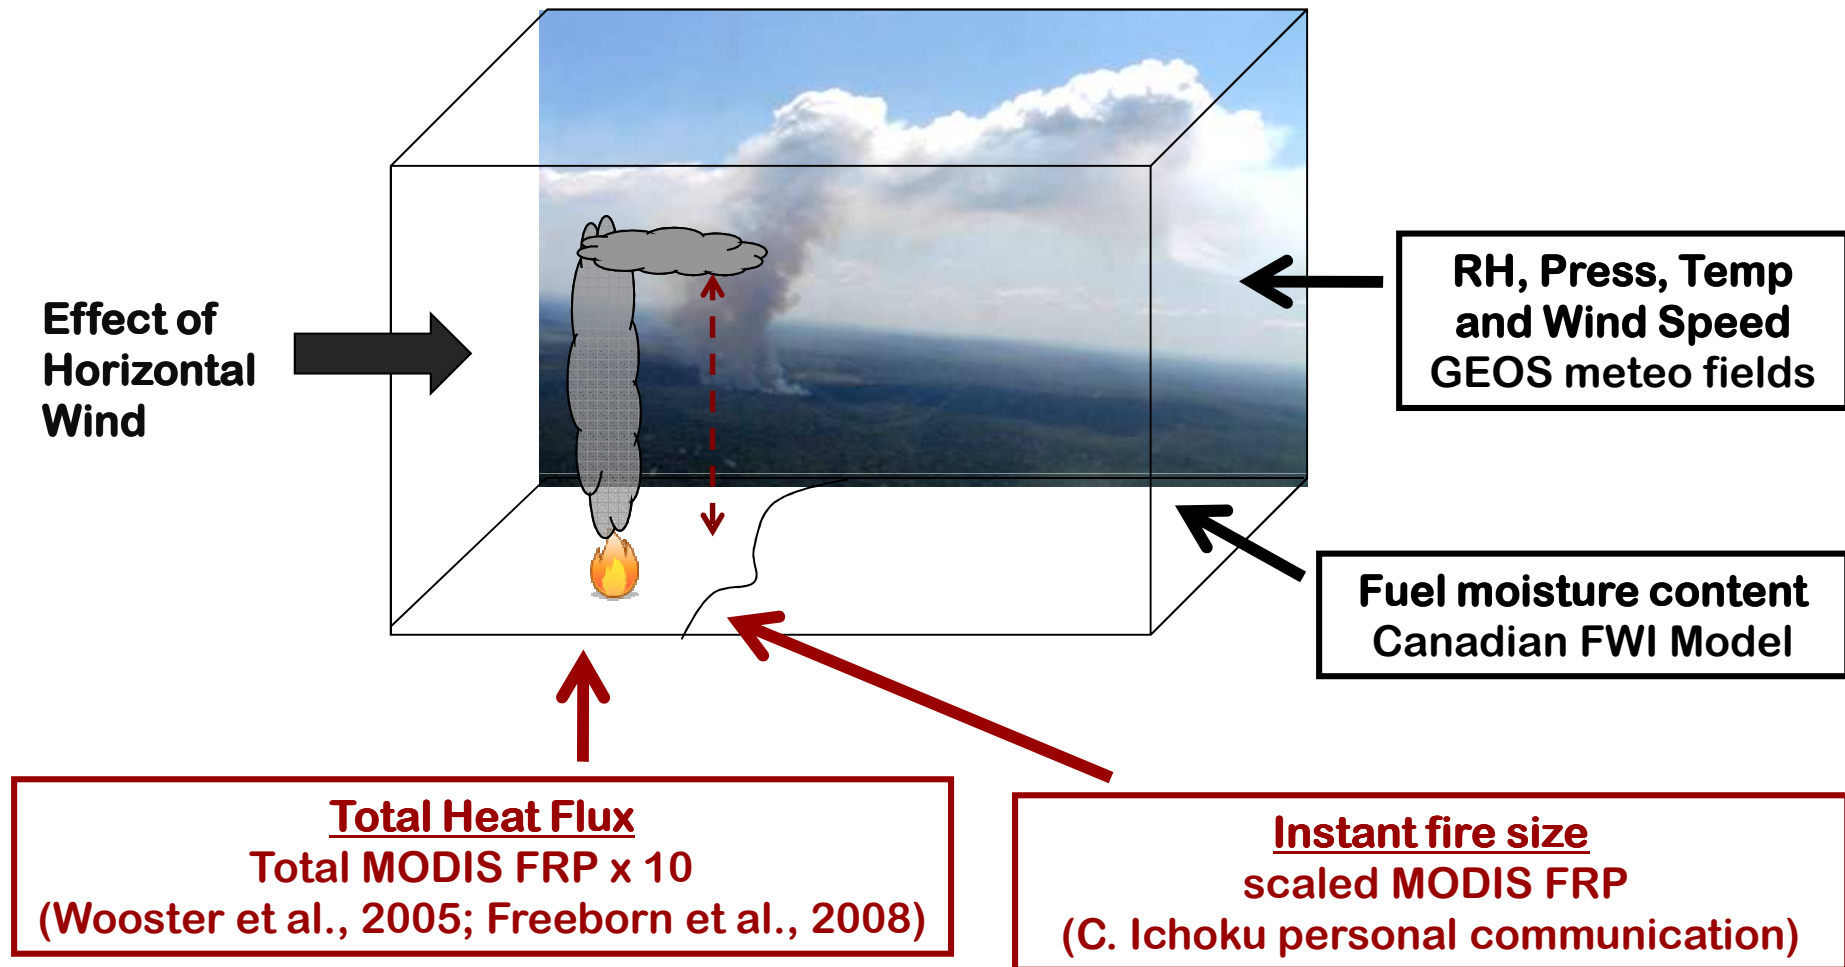 Effect of
Horizontal
Wind
RH, Press, Temp
and Wind Speed
GEOS meteo fields
Fuel moisture content
Canadian FWI Model
Total Heat Flux
Total MODIS FRP x 10
(Wooster et al., 2005; Freeborn et al., 2008)
Instant fire size
scaled MODIS FRP
(C. Ichoku personal communication)